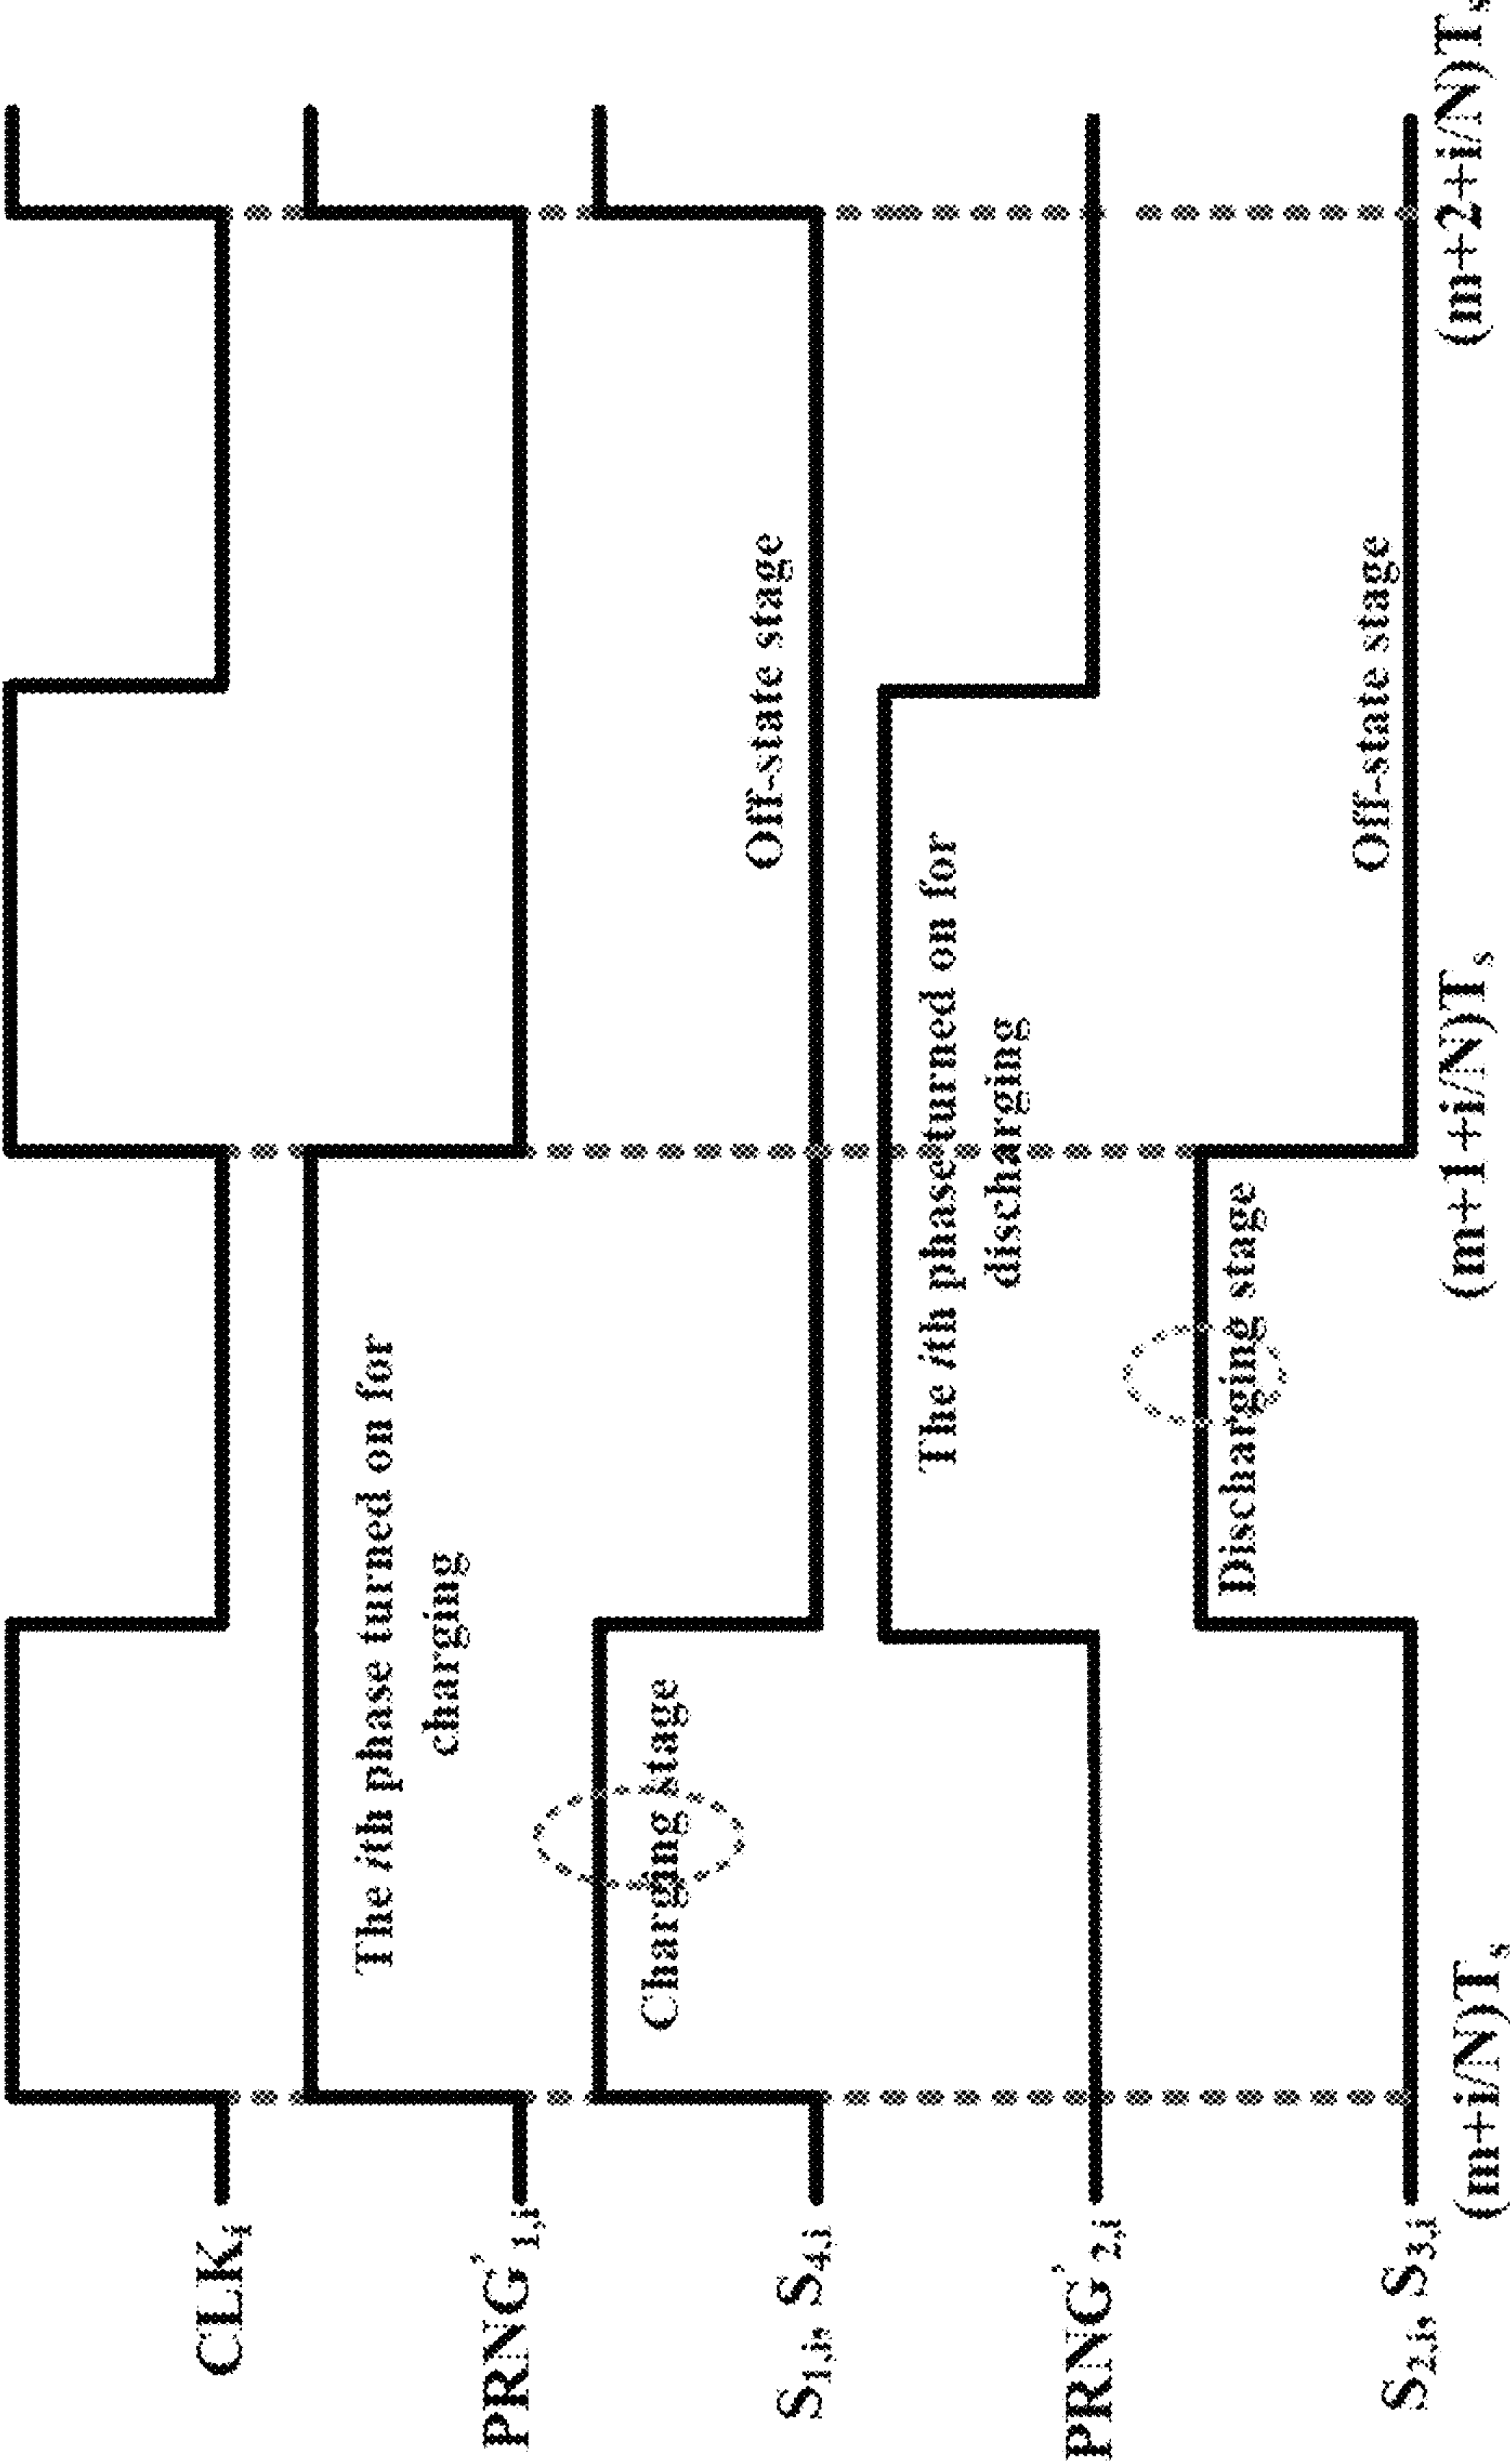 CLKi
PRNG'1,i
The ith phase turned on for
charging
S1,i, S4,i
Charging stage
Off-state stage
PRNG'2,i
The ith phase turned on for
discharging
S2,i, S3,i
Discharging stage
Off-state stage
(m+i/N)Ts
(m+1+i/N)Ts
(m+2+i/N)Ts